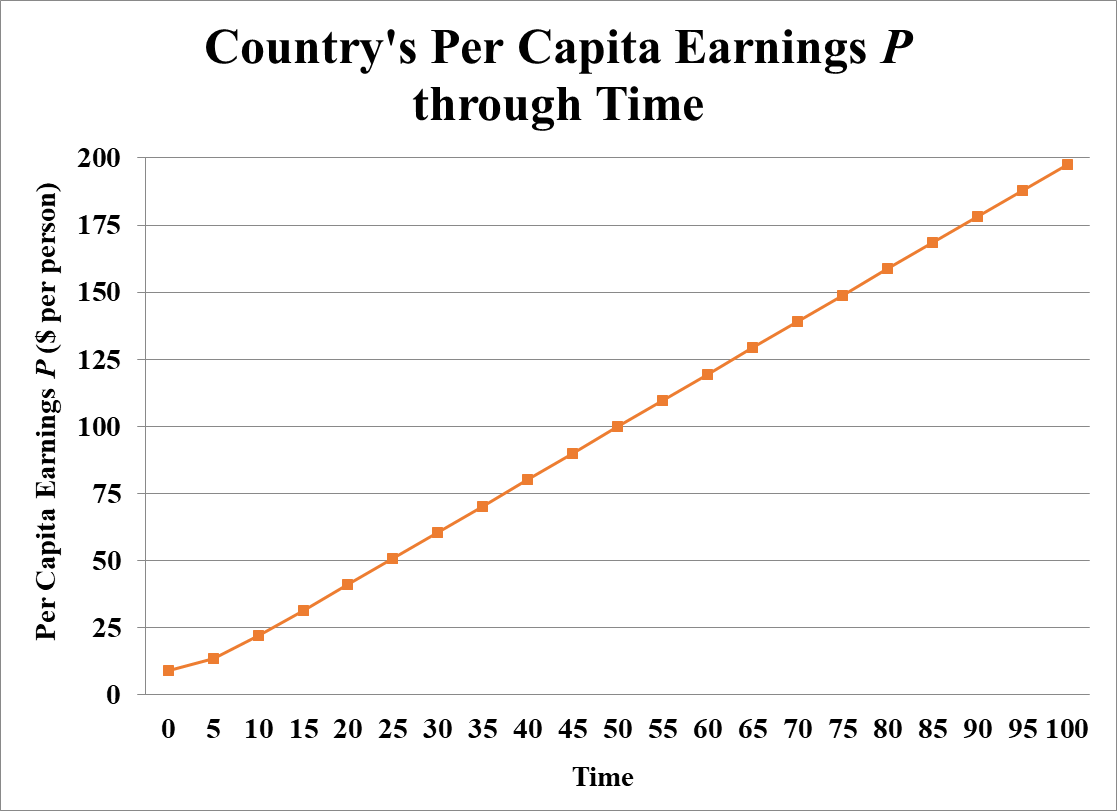 Country's Per Capita Earnings P
through Time
Per Capita Earnings P ($ per person)
200
175
150
125
100
75
50
25
0
0 5 10 15 20 25 30 35 40 45 50 55 60 65 70 75 80 85 90 95 100
Time